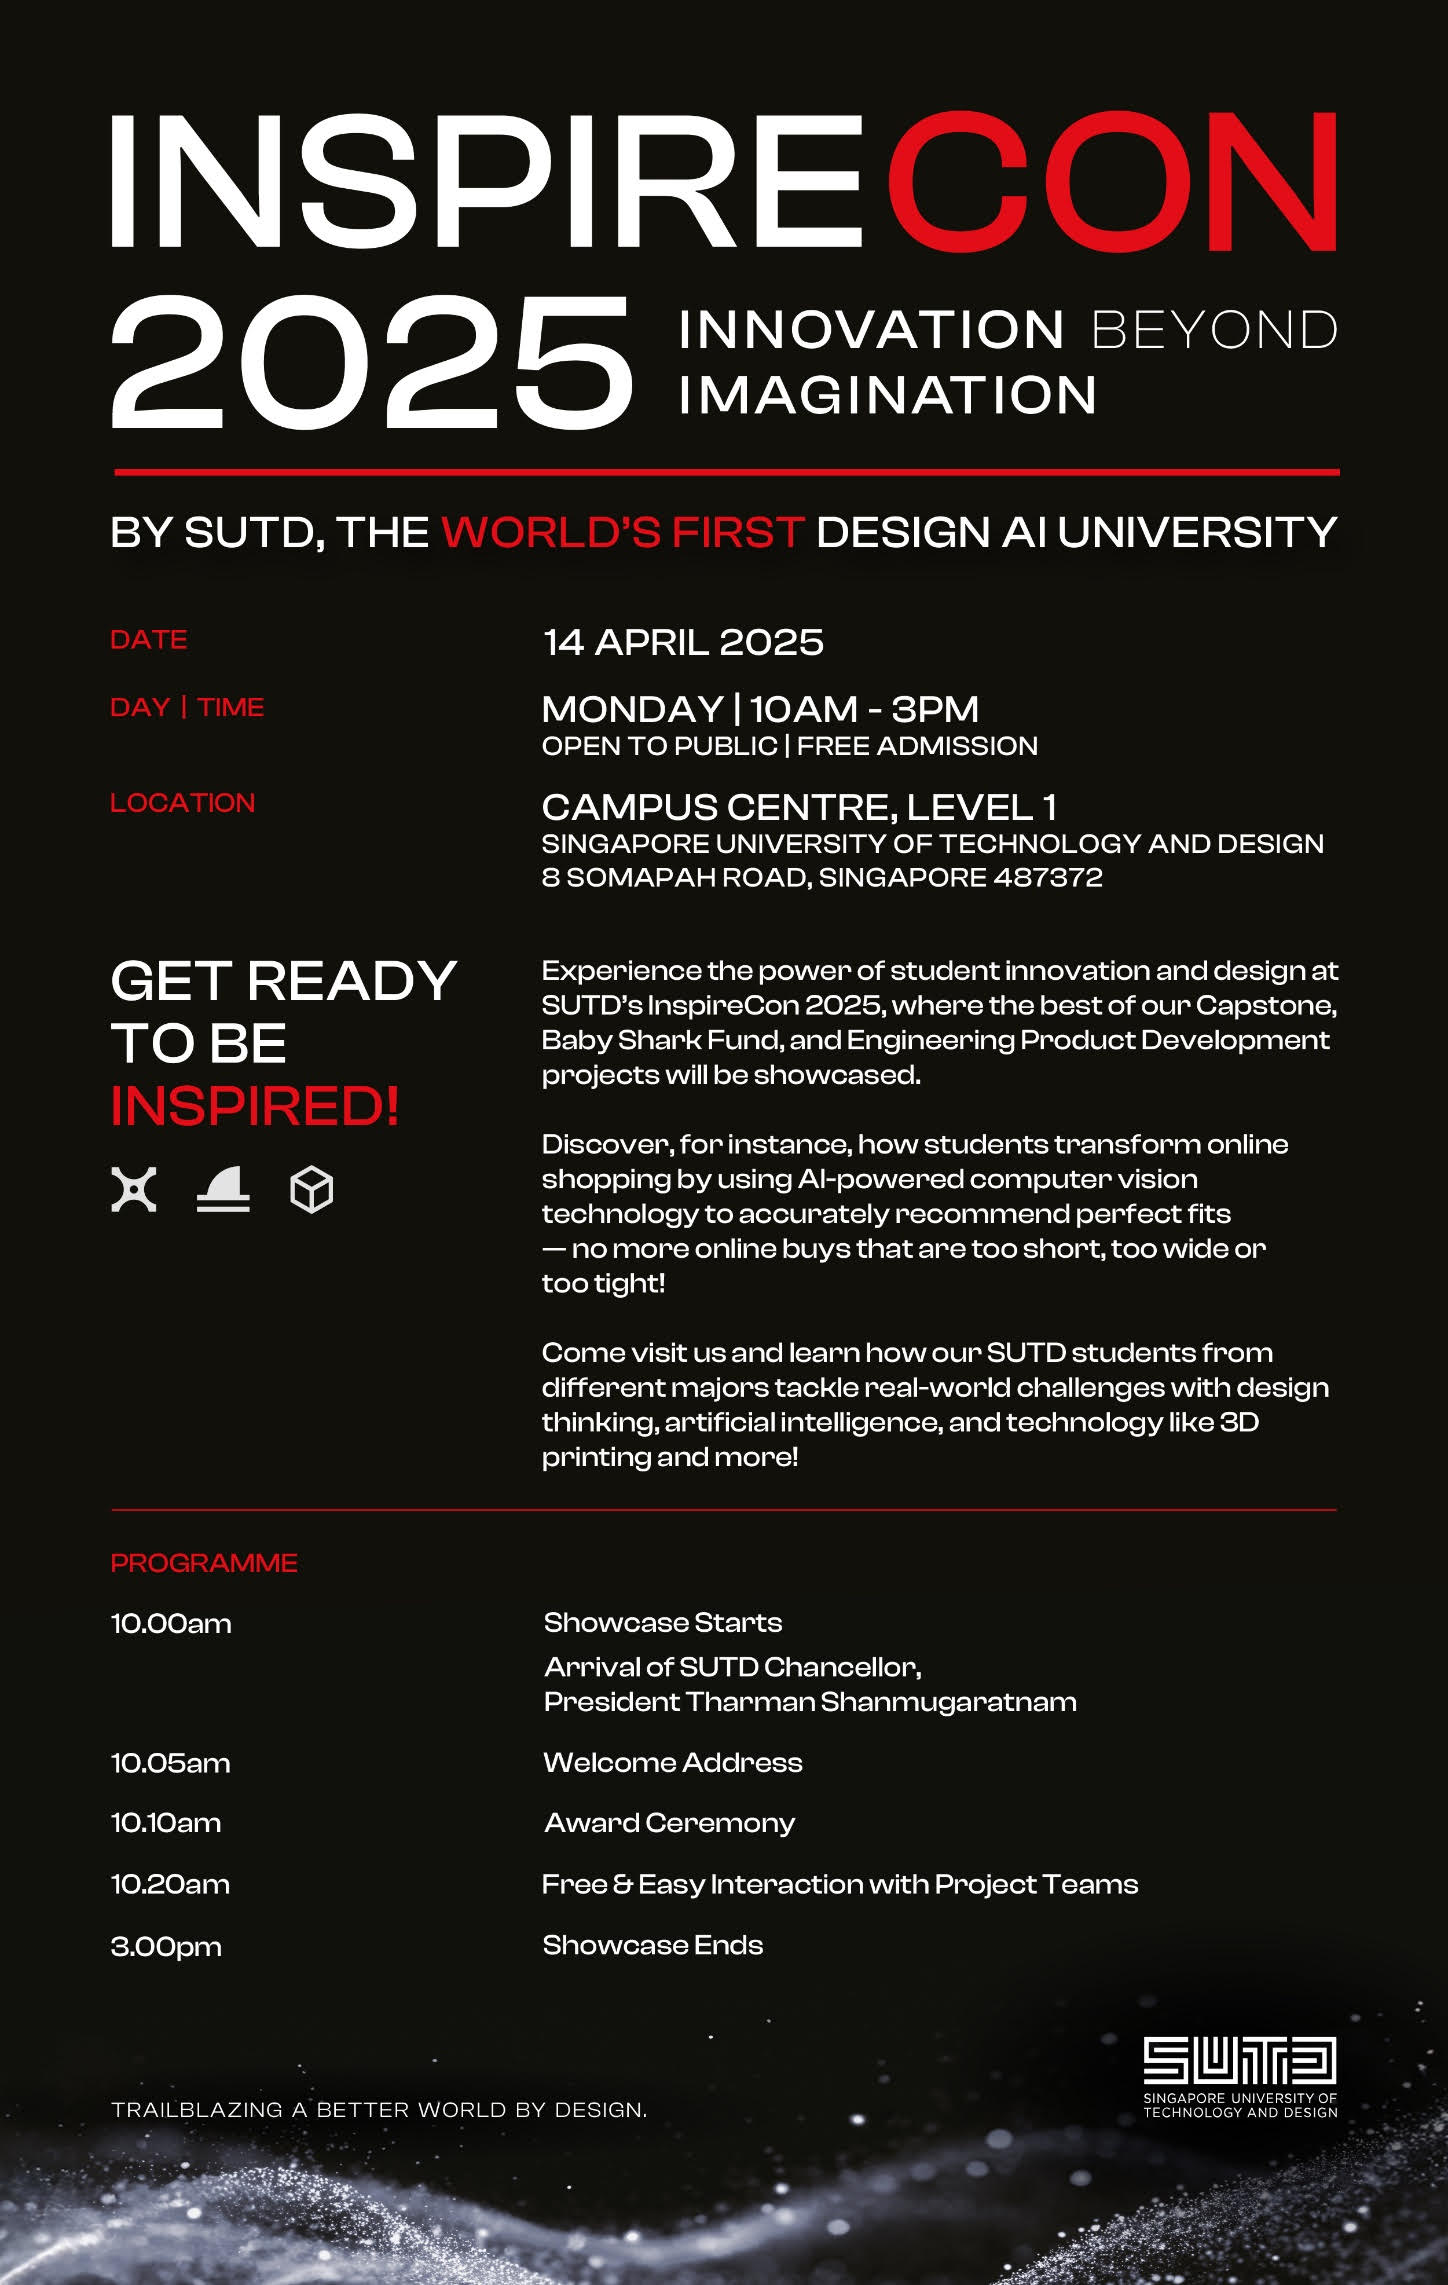 INSPIRECON
2025
INNOVATION BEYOND
IMAGINATION
BY SUTD, THE WORLD'S FIRST DESIGN AI UNIVERSITY
DATE
14 APRIL 2025
DAY | TIME
MONDAY | 10AM - 3PM
OPEN TO PUBLIC | FREE ADMISSION
LOCATION
CAMPUS CENTRE, LEVEL 1
SINGAPORE UNIVERSITY OF TECHNOLOGY AND DESIGN
8 SOMAPAH ROAD, SINGAPORE 487372
GET READY
TO BE
INSPIRED!
Experience the power of student innovation and design at
SUTD's InspireCon 2025, where the best of our Capstone,
Baby Shark Fund, and Engineering Product Development
projects will be showcased.
Discover, for instance, how students transform online
shopping by using AI-powered computer vision
technology to accurately recommend perfect fits
— no more online buys that are too short, too wide or
too tight!
Come visit us and learn how our SUTD students from
different majors tackle real-world challenges with design
thinking, artificial intelligence, and technology like 3D
printing and more!
PROGRAMME
10.00am
Showcase Starts
Arrival of SUTD Chancellor,
President Tharman Shanmugaratnam
10.05am
Welcome Address
10.10am
Award Ceremony
10.20am
Free & Easy Interaction with Project Teams
3.00pm
Showcase Ends
TRAILBLAZING A BETTER WORLD BY DESIGN.
SUTD
SINGAPORE UNIVERSITY OF
TECHNOLOGY AND DESIGN